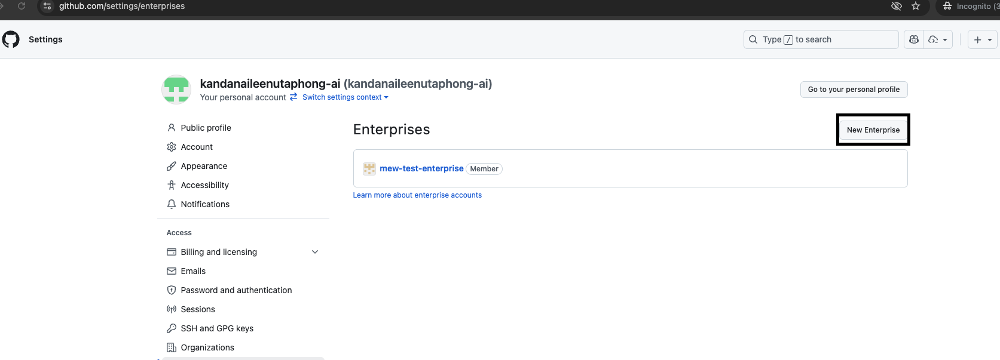 github.com/settings/enterprises
Incognito (3
Settings
Type / to search
kandanaileenutaphong-ai (kandanaileenutaphong-ai)
Your personal account Switch settings context
Go to your personal profile
Public profile
Account
Appearance
Accessibility
Notifications
Access
Billing and licensing
Emails
Password and authentication
Sessions
SSH and GPG keys
Organizations
Enterprises
New Enterprise
mew-test-enterprise Member
Learn more about enterprise accounts